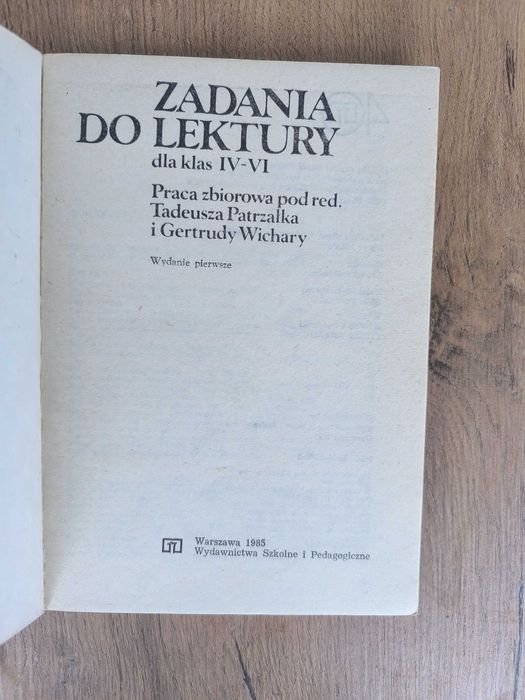 ZADANIA
DO LEKTURY
dla klas IV-VI
Praca zbiorowa pod red.
Tadeusza Patrzałka
i Gertrudy Wichary
Wydanie pierwsze
Warszawa 1985
Wydawnictwa Szkolne i Pedagogiczne